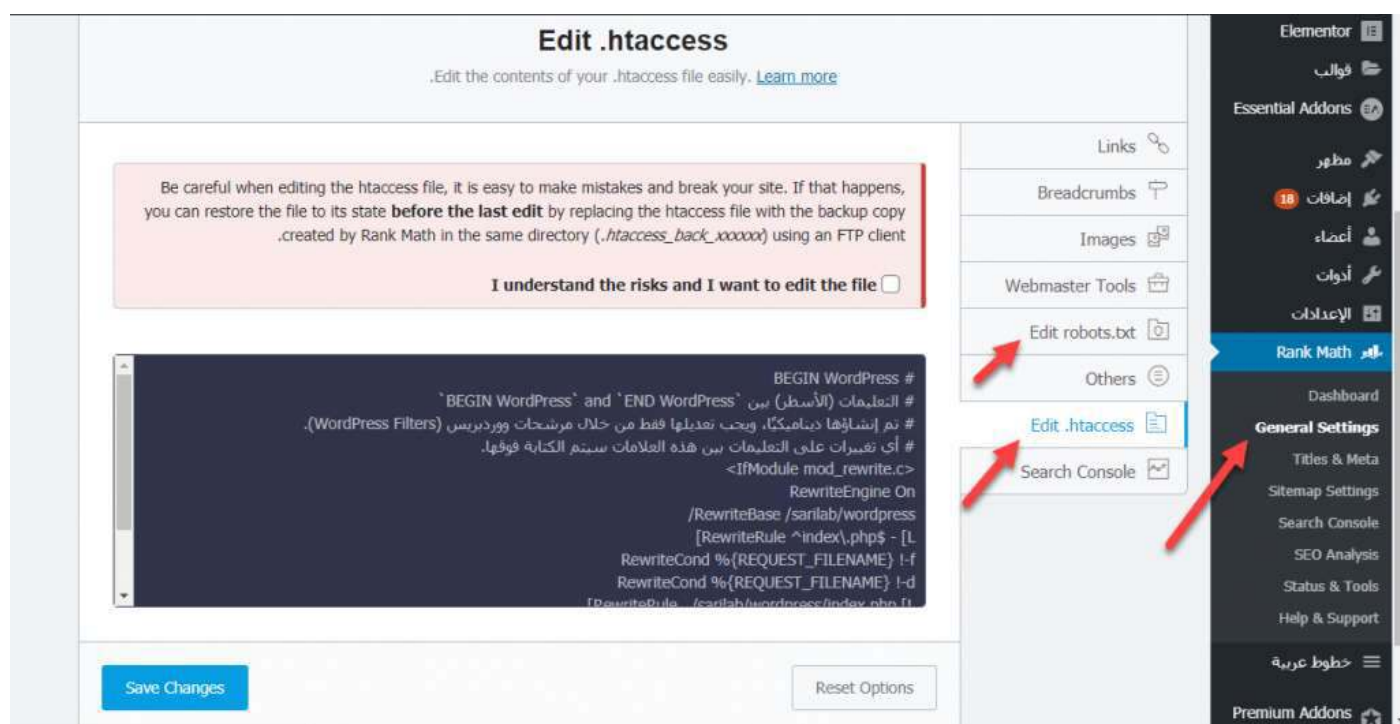 Edit .htaccess
.Edit the contents of your .htaccess file easily. Learn more
Be careful when editing the htaccess file, it is easy to make mistakes and break your site. If that happens,
you can restore the file to its state before the last edit by replacing the htaccess file with the backup copy
.created by Rank Math in the same directory (.htaccess_back_xxxxxx) using an FTP client
I understand the risks and I want to edit the file
BEGIN WordPress #
# التعليمات (الأسطر) بين `BEGIN WordPress` and `END WordPress`
# تم إنشاؤها ديناميكيًا، ويجب تعديلها فقط من خلال مرشحات ووردبريس (WordPress Filters).
# أي تغييرات على التعليمات بين هذه العلامات سيتم الكتابة فوقها.
<IfModule mod_rewrite.c>
RewriteEngine On
/RewriteBase /sarilab/wordpress
[RewriteRule ^index\.php$ - [L
RewriteCond %{REQUEST_FILENAME} !-f
RewriteCond %{REQUEST_FILENAME} !-d
[RewriteRule . /sarilab/wordpress/index.php [L
Save Changes
Reset Options
Links
Breadcrumbs
Images
Webmaster Tools
Edit robots.txt
Others
Edit .htaccess
Search Console
Elementor
قوالب
Essential Addons
مظهر
إضافات 18
أعضاء
أدوات
الإعدادات
Rank Math
Dashboard
General Settings
Titles & Meta
Sitemap Settings
Search Console
SEO Analysis
Status & Tools
Help & Support
خطوط عربية
Premium Addons